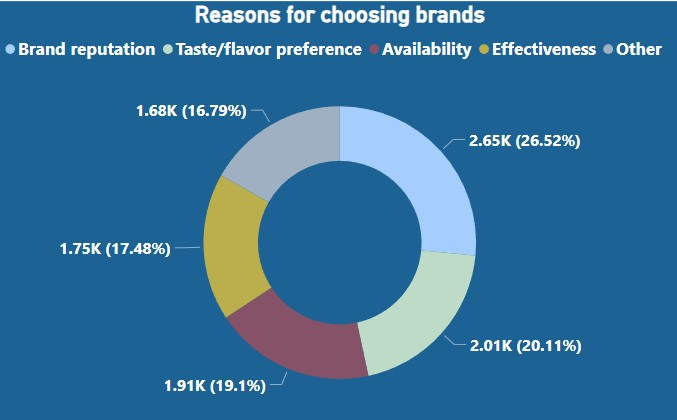 Reasons for choosing brands
Brand reputation Taste/flavor preference Availability Effectiveness Other
1.68K (16.79%)
2.65K (26.52%)
1.75K (17.48%)
2.01K (20.11%)
1.91K (19.1%)